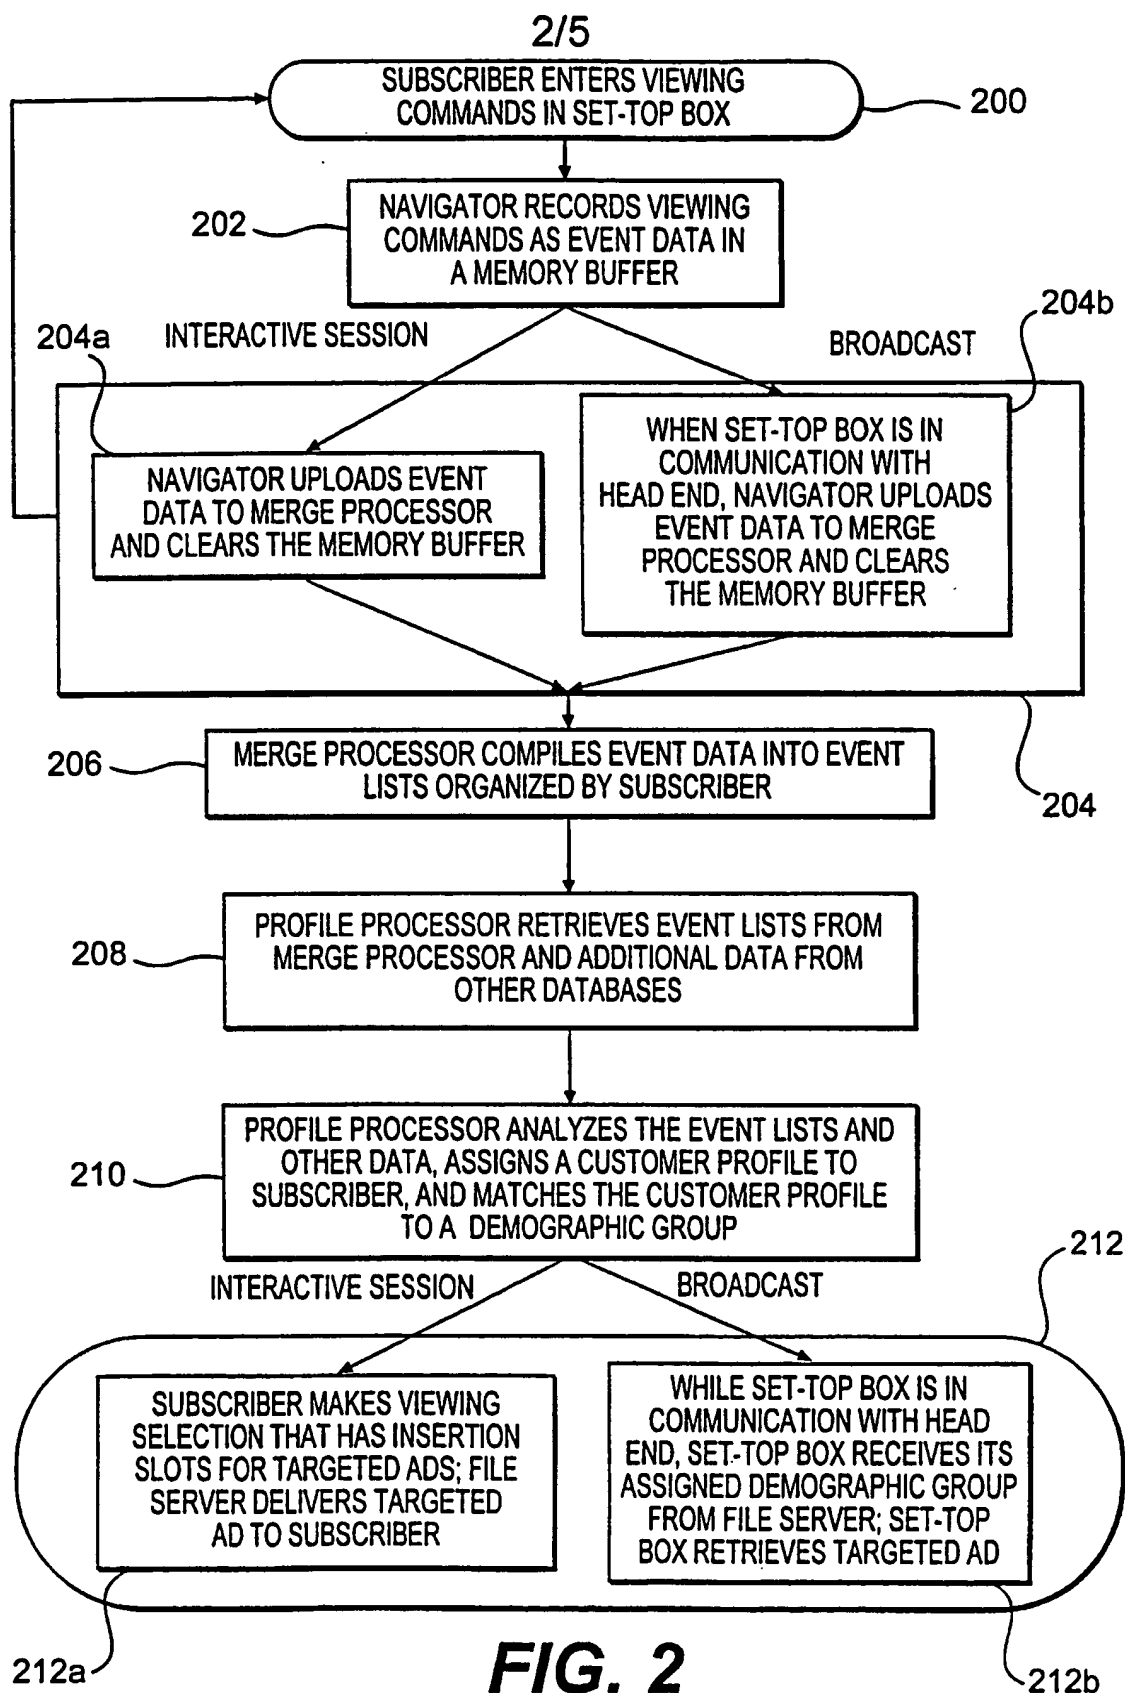 2/5
SUBSCRIBER ENTERS VIEWING
COMMANDS IN SET-TOP BOX
200
NAVIGATOR RECORDS VIEWING
COMMANDS AS EVENT DATA IN
A MEMORY BUFFER
202
INTERACTIVE SESSION
BROADCAST
204a
204b
NAVIGATOR UPLOADS EVENT
DATA TO MERGE PROCESSOR
AND CLEARS THE MEMORY BUFFER
WHEN SET-TOP BOX IS IN
COMMUNICATION WITH
HEAD END, NAVIGATOR UPLOADS
EVENT DATA TO MERGE
PROCESSOR AND CLEARS
THE MEMORY BUFFER
204
206
MERGE PROCESSOR COMPILES EVENT DATA INTO EVENT
LISTS ORGANIZED BY SUBSCRIBER
208
PROFILE PROCESSOR RETRIEVES EVENT LISTS FROM
MERGE PROCESSOR AND ADDITIONAL DATA FROM
OTHER DATABASES
210
PROFILE PROCESSOR ANALYZES THE EVENT LISTS AND
OTHER DATA, ASSIGNS A CUSTOMER PROFILE TO
SUBSCRIBER, AND MATCHES THE CUSTOMER PROFILE
TO A DEMOGRAPHIC GROUP
212
INTERACTIVE SESSION
BROADCAST
SUBSCRIBER MAKES VIEWING
SELECTION THAT HAS INSERTION
SLOTS FOR TARGETED ADS; FILE
SERVER DELIVERS TARGETED
AD TO SUBSCRIBER
WHILE SET-TOP BOX IS IN
COMMUNICATION WITH HEAD
END, SET-TOP BOX RECEIVES ITS
ASSIGNED DEMOGRAPHIC GROUP
FROM FILE SERVER; SET-TOP
BOX RETRIEVES TARGETED AD
212a
212b
FIG. 2